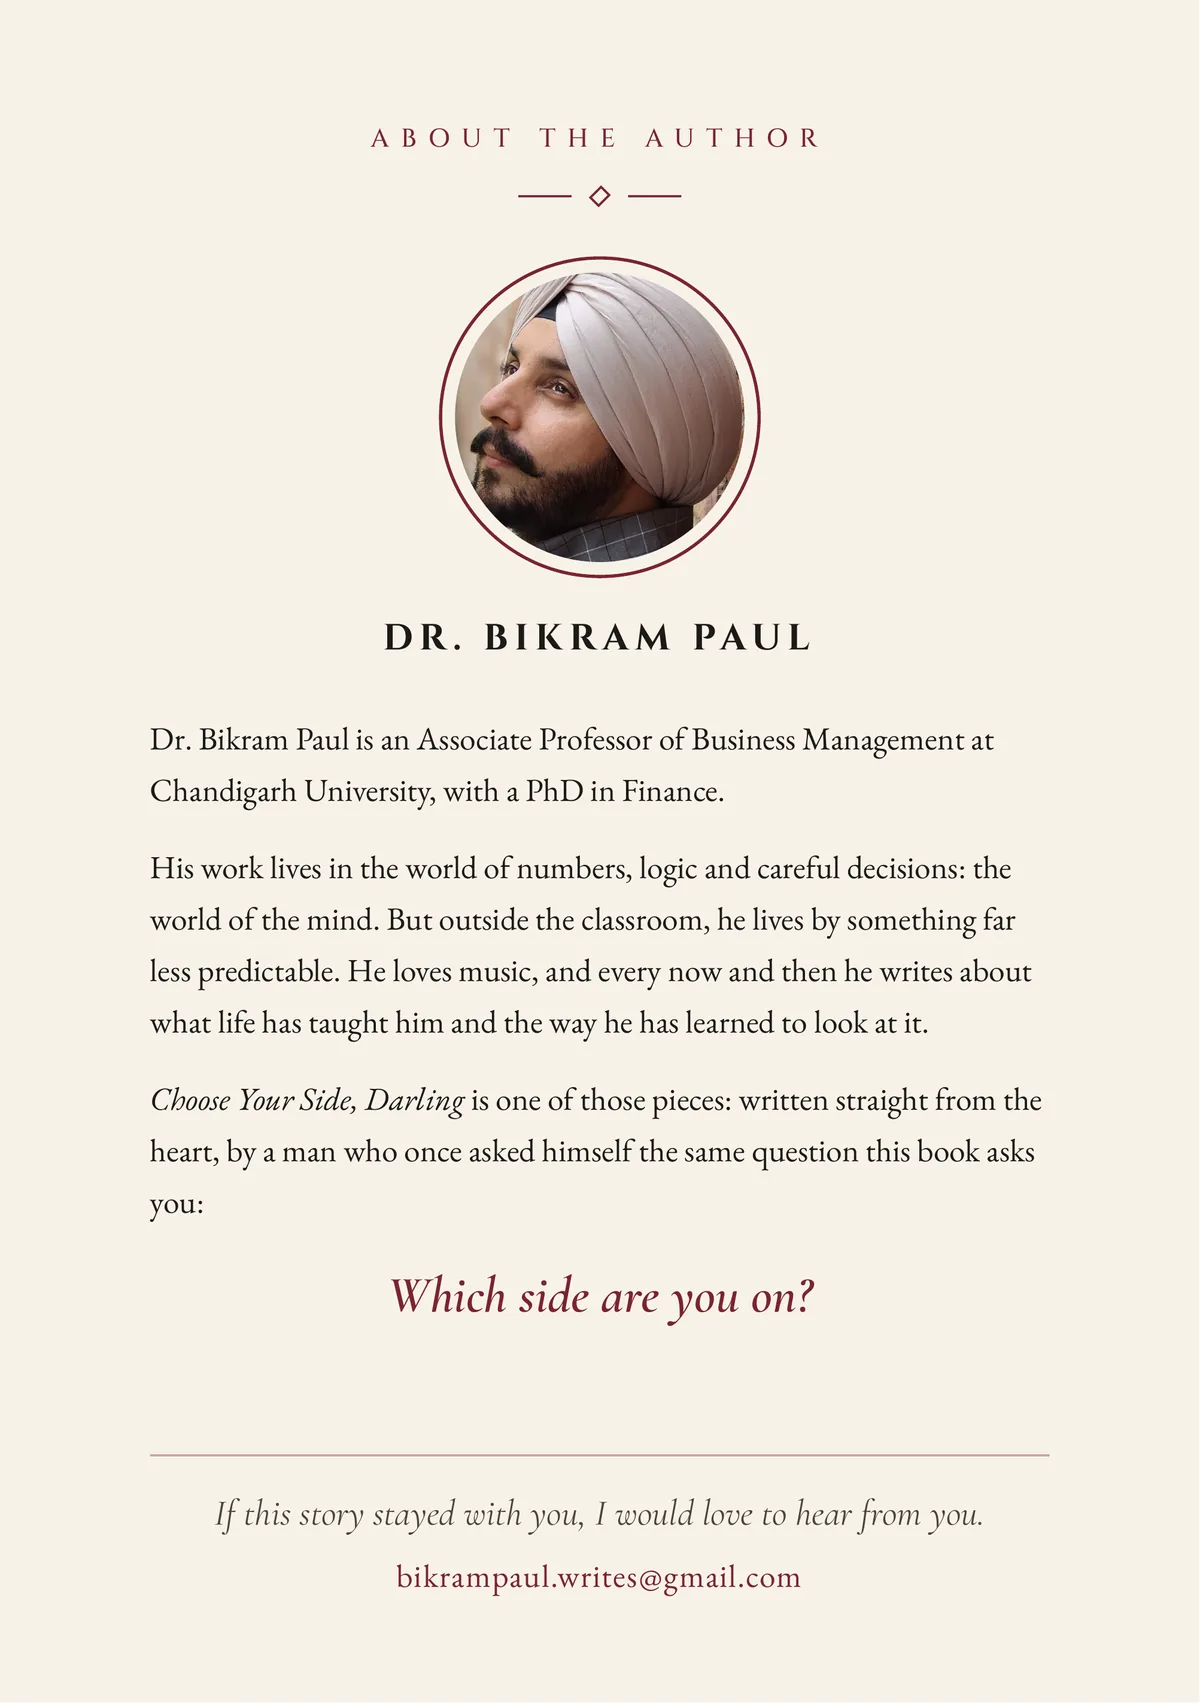 ABOUT THE AUTHOR
DR. BIKRAM PAUL
Dr. Bikram Paul is an Associate Professor of Business Management at
Chandigarh University, with a PhD in Finance.
His work lives in the world of numbers, logic and careful decisions: the
world of the mind. But outside the classroom, he lives by something far
less predictable. He loves music, and every now and then he writes about
what life has taught him and the way he has learned to look at it.
Choose Your Side, Darling is one of those pieces: written straight from the
heart, by a man who once asked himself the same question this book asks
you:
Which side are you on?
If this story stayed with you, I would love to hear from you.
bikrampaul.writes@gmail.com